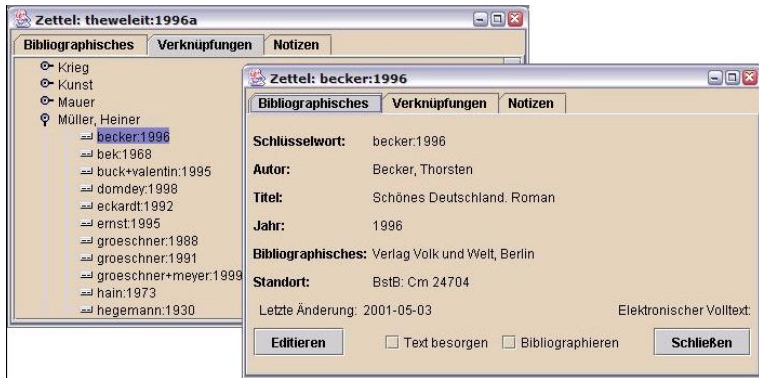 Zettel: theweleit:1996a
Bibliographisches Verknüpfungen Notizen
Krieg
Kunst
Mauer
Müller, Heiner
becker:1996
bek:1968
buck+valentin:1995
domdey:1998
eckardt:1992
ernst:1995
groeschner:1988
groeschner:1991
groeschner+meyer:1999
hain:1973
hegemann:1930
Zettel: becker:1996
Bibliographisches Verknüpfungen Notizen
Schlüsselwort: becker:1996
Autor: Becker, Thorsten
Titel: Schönes Deutschland. Roman
Jahr: 1996
Bibliographisches: Verlag Volk und Welt, Berlin
Standort: BstB: Cm 24704
Letzte Änderung: 2001-05-03 Elektronischer Volltext:
Editieren Text besorgen Bibliographieren Schließen